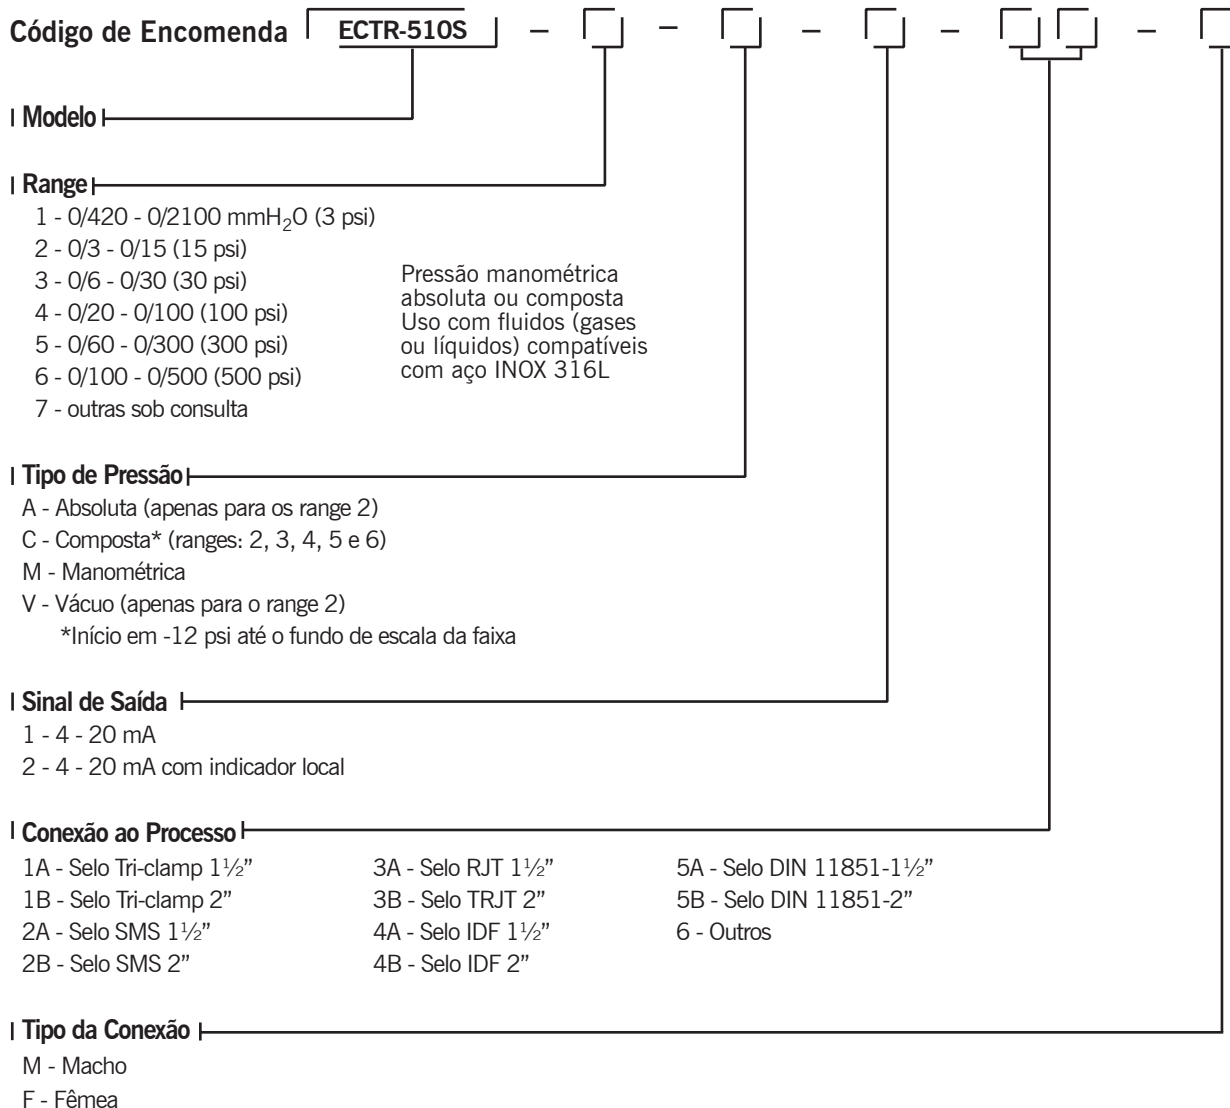 Código de Encomenda ECTR-510S – – – – –
Modelo
Range
1 - 0/420 - 0/2100 mmH₂O (3 psi)
2 - 0/3 - 0/15 (15 psi)
3 - 0/6 - 0/30 (30 psi)
4 - 0/20 - 0/100 (100 psi)
5 - 0/60 - 0/300 (300 psi)
6 - 0/100 - 0/500 (500 psi)
7 - outras sob consulta
Pressão manométrica
absoluta ou composta
Uso com fluidos (gases
ou líquidos) compatíveis
com aço INOX 316L
Tipo de Pressão
A - Absoluta (apenas para os range 2)
C - Composta* (ranges: 2, 3, 4, 5 e 6)
M - Manométrica
V - Vácuo (apenas para o range 2)
*Início em -12 psi até o fundo de escala da faixa
Sinal de Saída
1 - 4 - 20 mA
2 - 4 - 20 mA com indicador local
Conexão ao Processo
1A - Selo Tri-clamp 1½”
1B - Selo Tri-clamp 2”
2A - Selo SMS 1½”
2B - Selo SMS 2”
3A - Selo RJT 1½”
3B - Selo TRJT 2”
4A - Selo IDF 1½”
4B - Selo IDF 2”
5A - Selo DIN 11851-1½”
5B - Selo DIN 11851-2”
6 - Outros
Tipo da Conexão
M - Macho
F - Fêmea